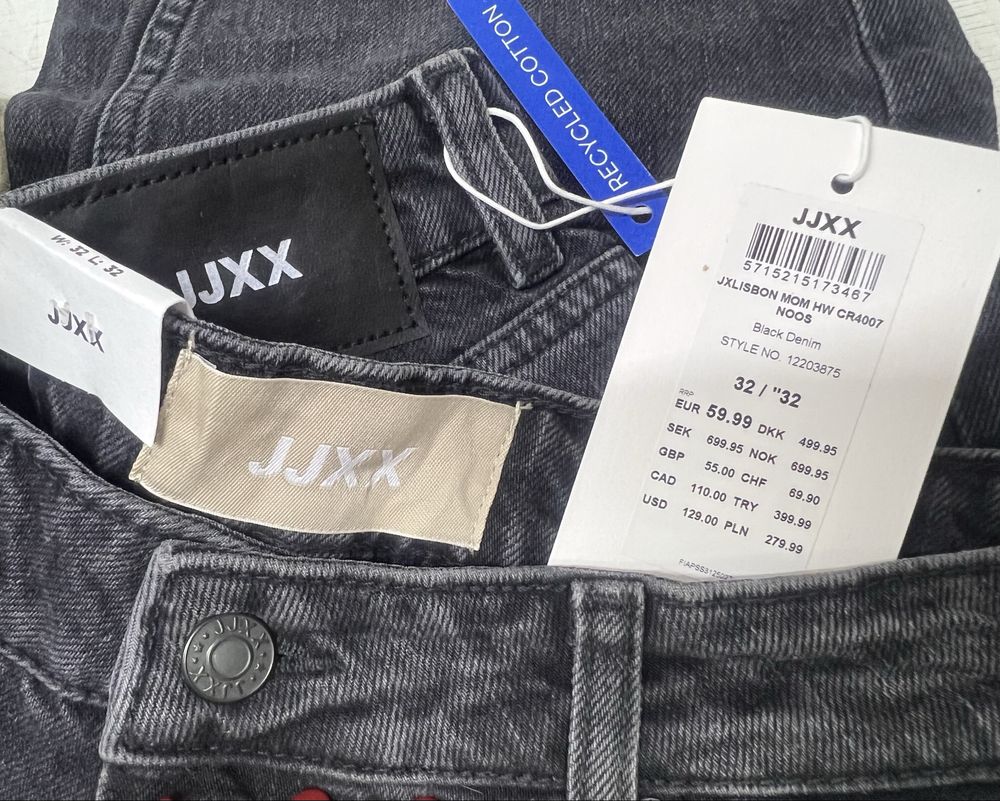 RECYCLED COTTON
JJXX
W: 32 L: 32
JJXX
JJXX
JJXX
JJXX
JJXX
5715215173467
JXLISBON MOM HW CR4007
NOOS
Black Denim
STYLE NO. 12203875
32 / "32
RRP
EUR 59.99 DKK 499.95
SEK 699.95 NOK 699.95
GBP 55.00 CHF 69.90
CAD 110.00 TRY 399.99
USD 129.00 PLN 279.99